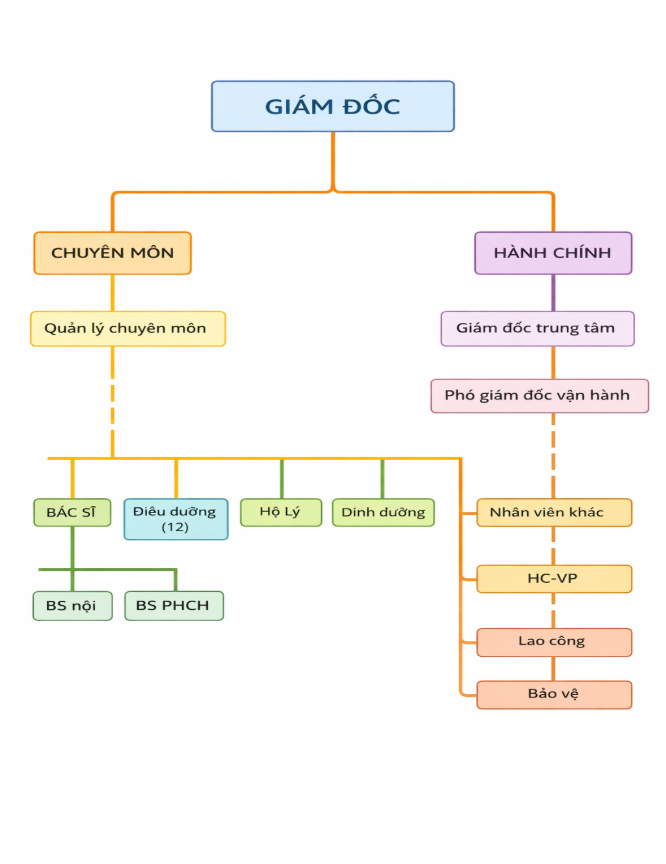 GIÁM ĐỐC
CHUYÊN MÔN
HÀNH CHÍNH
Quản lý chuyên môn
Giám đốc trung tâm
Phó giám đốc vận hành
BÁC SĨ
Điêu duỡng
(12)
Hộ Lý
Dinh dưỡng
Nhân viên khác
HC-VP
BS nội
BS PHCH
Lao công
Bảo vệ